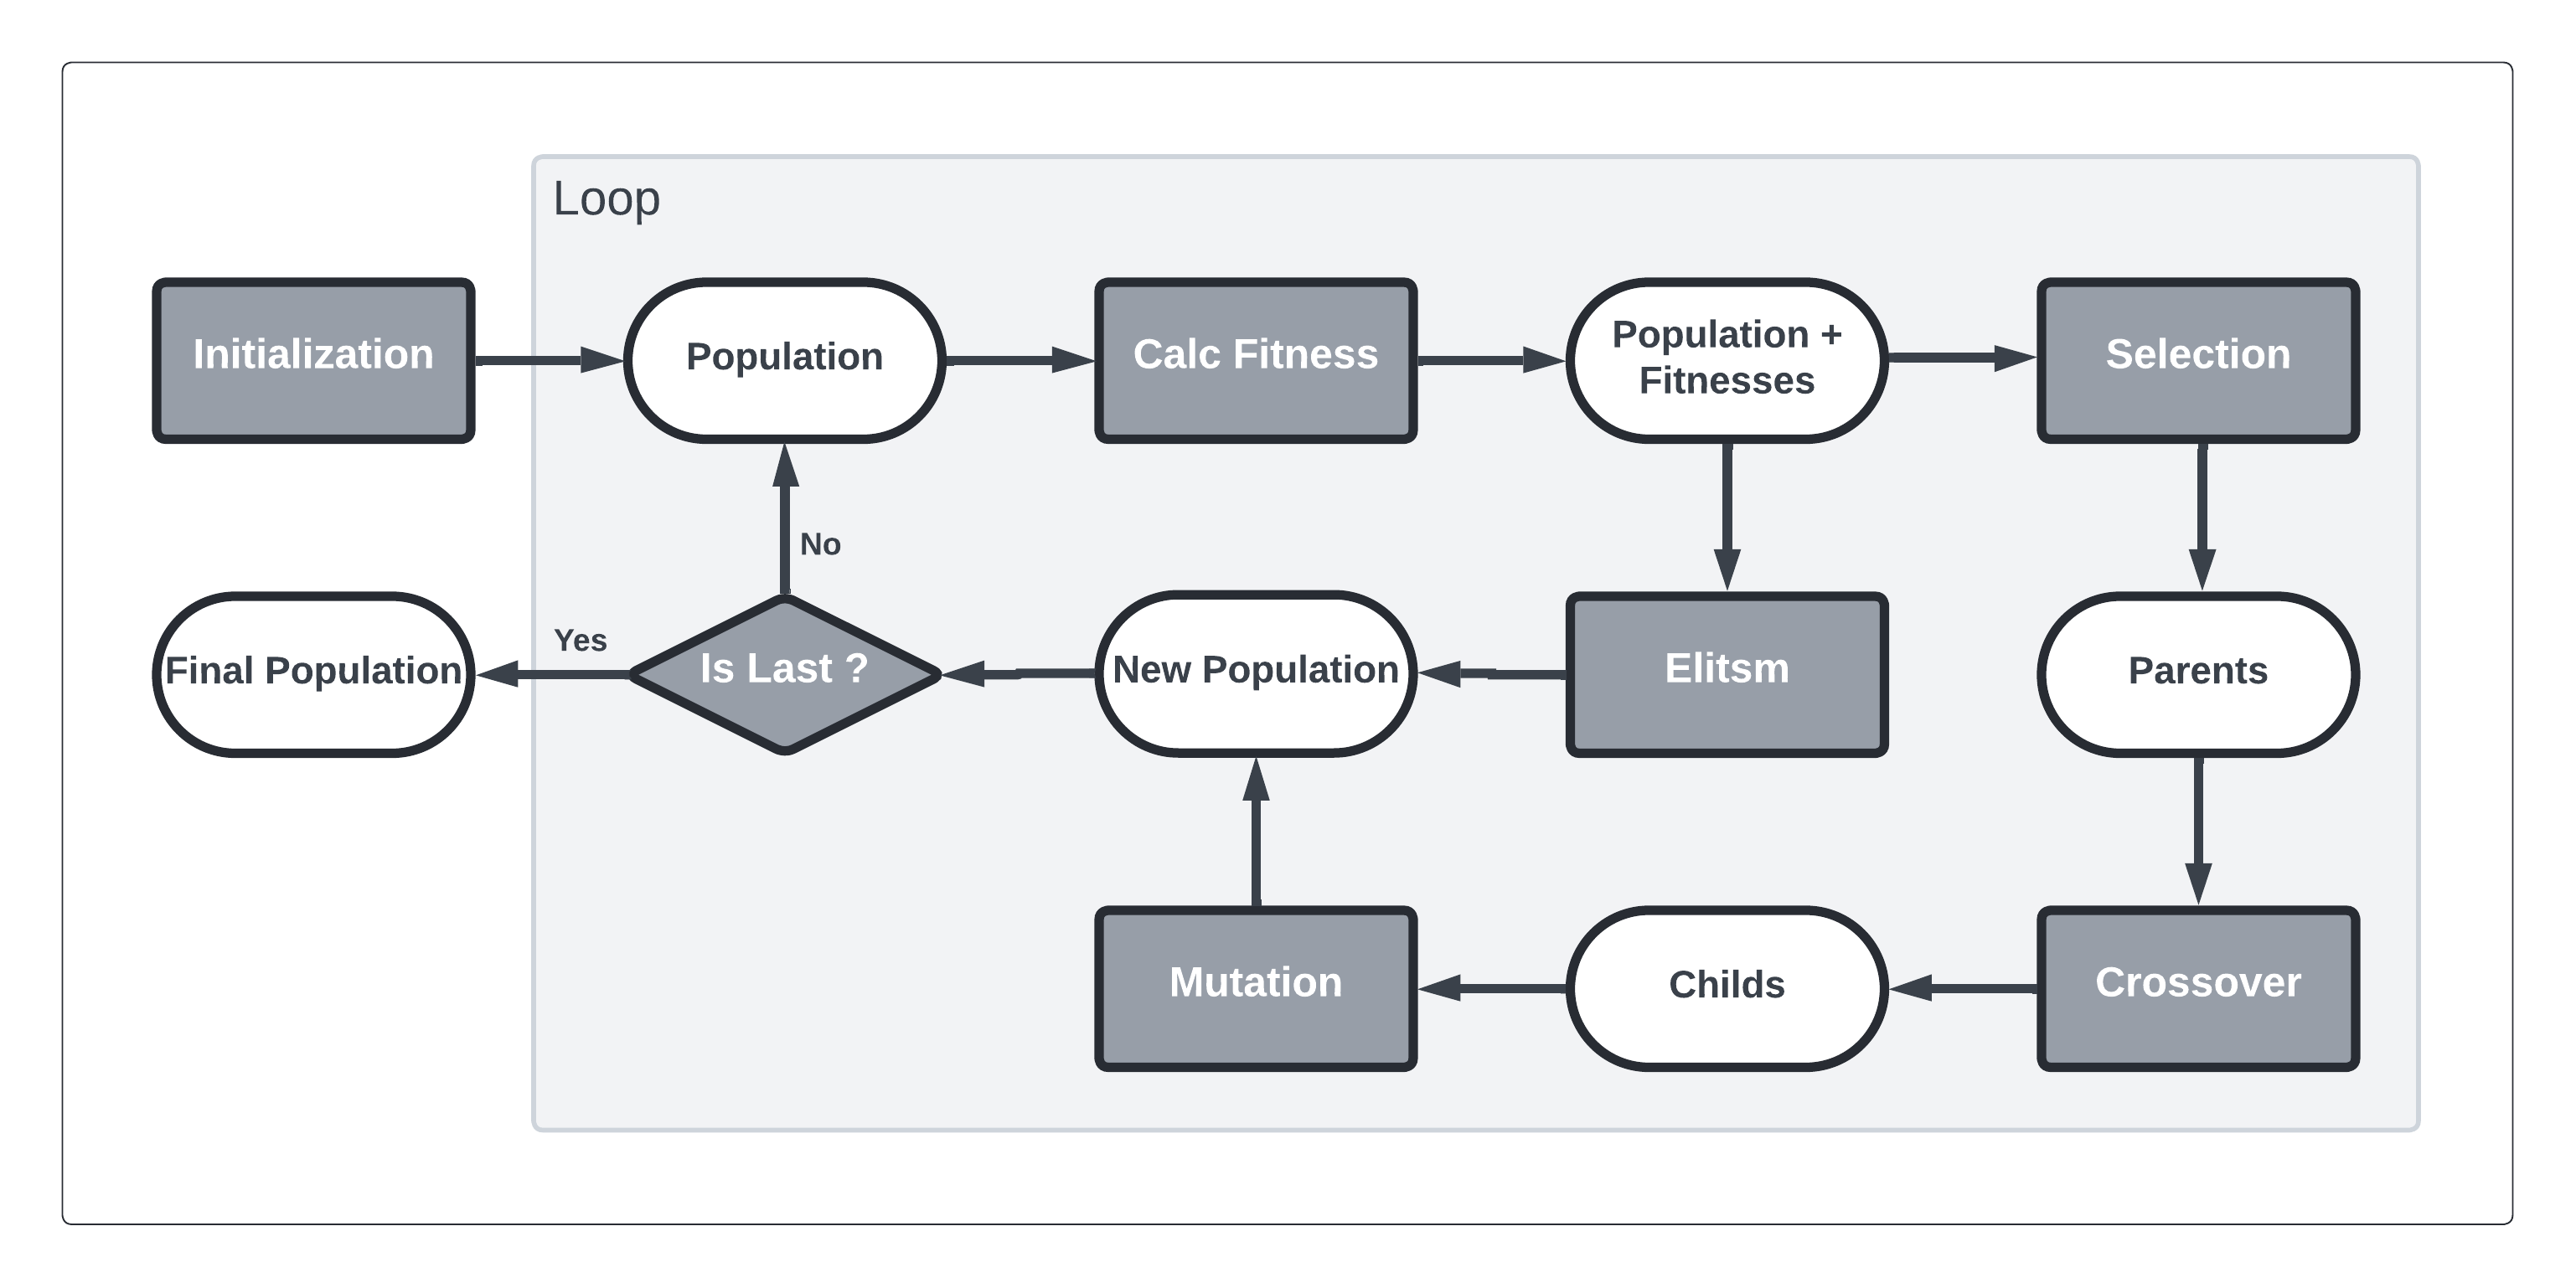 Loop
Initialization
Population
Calc Fitness
Population +
Fitnesses
Selection
No
Yes
Final Population
Is Last ?
New Population
Elitsm
Parents
Mutation
Childs
Crossover